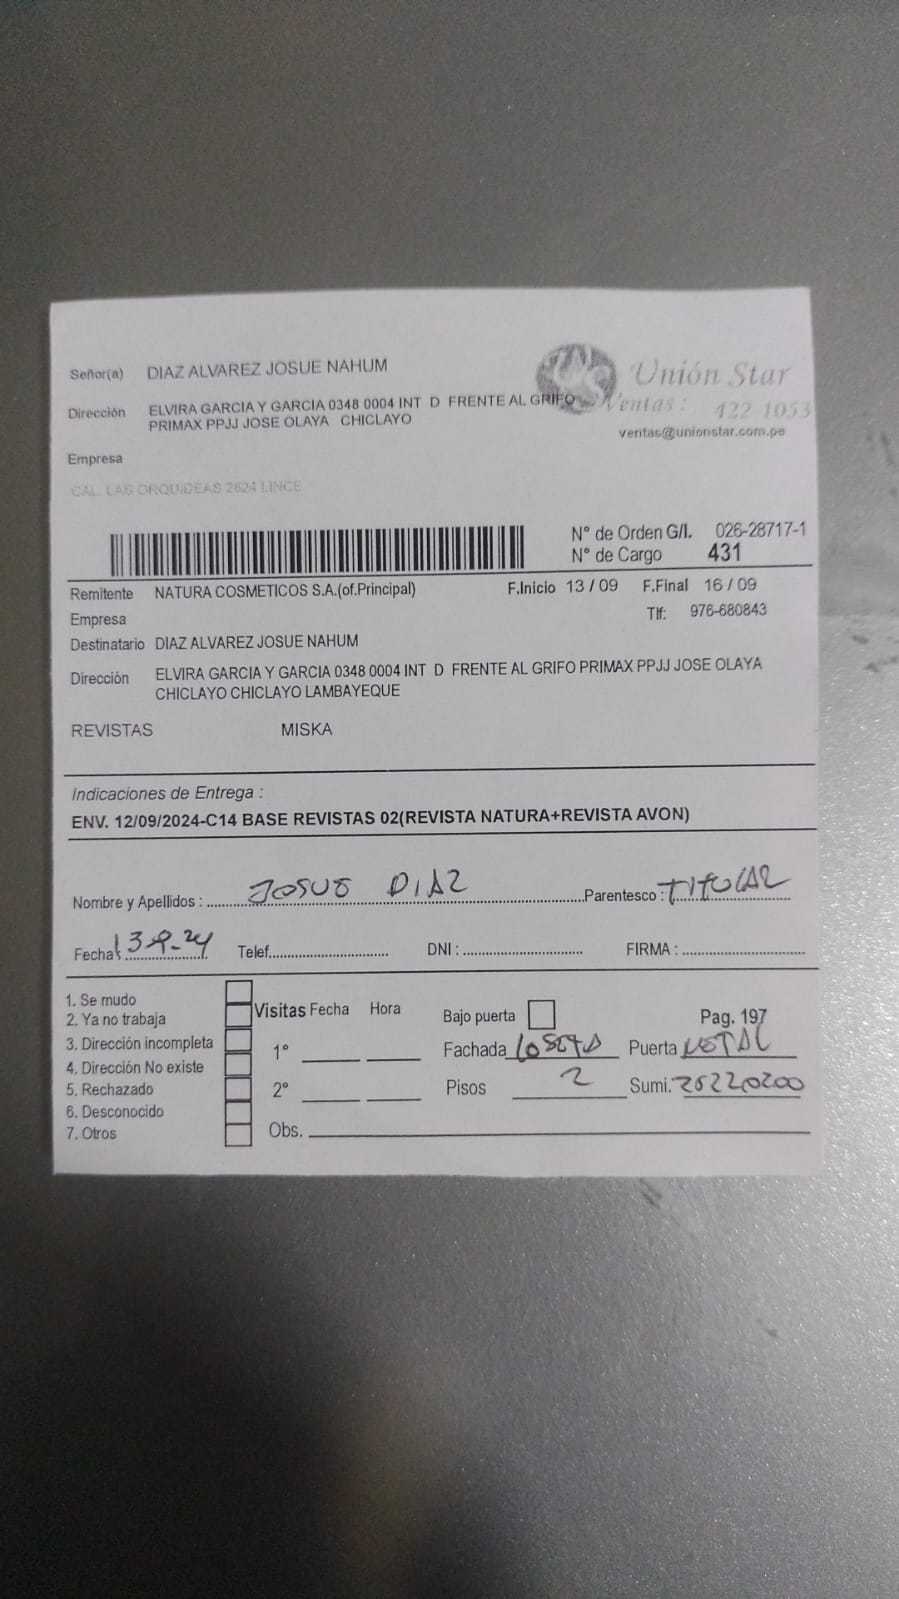 Señor(a) DIAZ ALVAREZ JOSUE NAHUM
Unión Star
Dirección ELVIRA GARCIA Y GARCIA 0348 0004 INT D FRENTE AL GRIFO
PRIMAX PPJJ JOSE OLAYA CHICLAYO
Ventas: 422 1053
ventas@unionstar.com.pe
Empresa
CAL. LAS ORQUIDEAS 2624 LINCE
N° de Orden G/I. 026-28717-1
N° de Cargo 431
Remitente NATURA COSMETICOS S.A.(of.Principal) F.Inicio 13 / 09 F.Final 16 / 09
Empresa Tlf: 976-680843
Destinatario DIAZ ALVAREZ JOSUE NAHUM
Dirección ELVIRA GARCIA Y GARCIA 0348 0004 INT D FRENTE AL GRIFO PRIMAX PPJJ JOSE OLAYA
CHICLAYO CHICLAYO LAMBAYEQUE
REVISTAS MISKA
Indicaciones de Entrega :
ENV. 12/09/2024-C14 BASE REVISTAS 02(REVISTA NATURA+REVISTA AVON)
Nombre y Apellidos : JOSUE DIAZ Parentesco : TITULAR
Fecha: 13-9-24 Telef. DNI : FIRMA :
1. Se mudo
2. Ya no trabaja
3. Dirección incompleta
4. Dirección No existe
5. Rechazado
6. Desconocido
7. Otros
Visitas Fecha Hora
1°
2°
Obs.
Bajo puerta Pag. 197
Fachada LOSETA Puerta METAL
Pisos 2 Sumi.